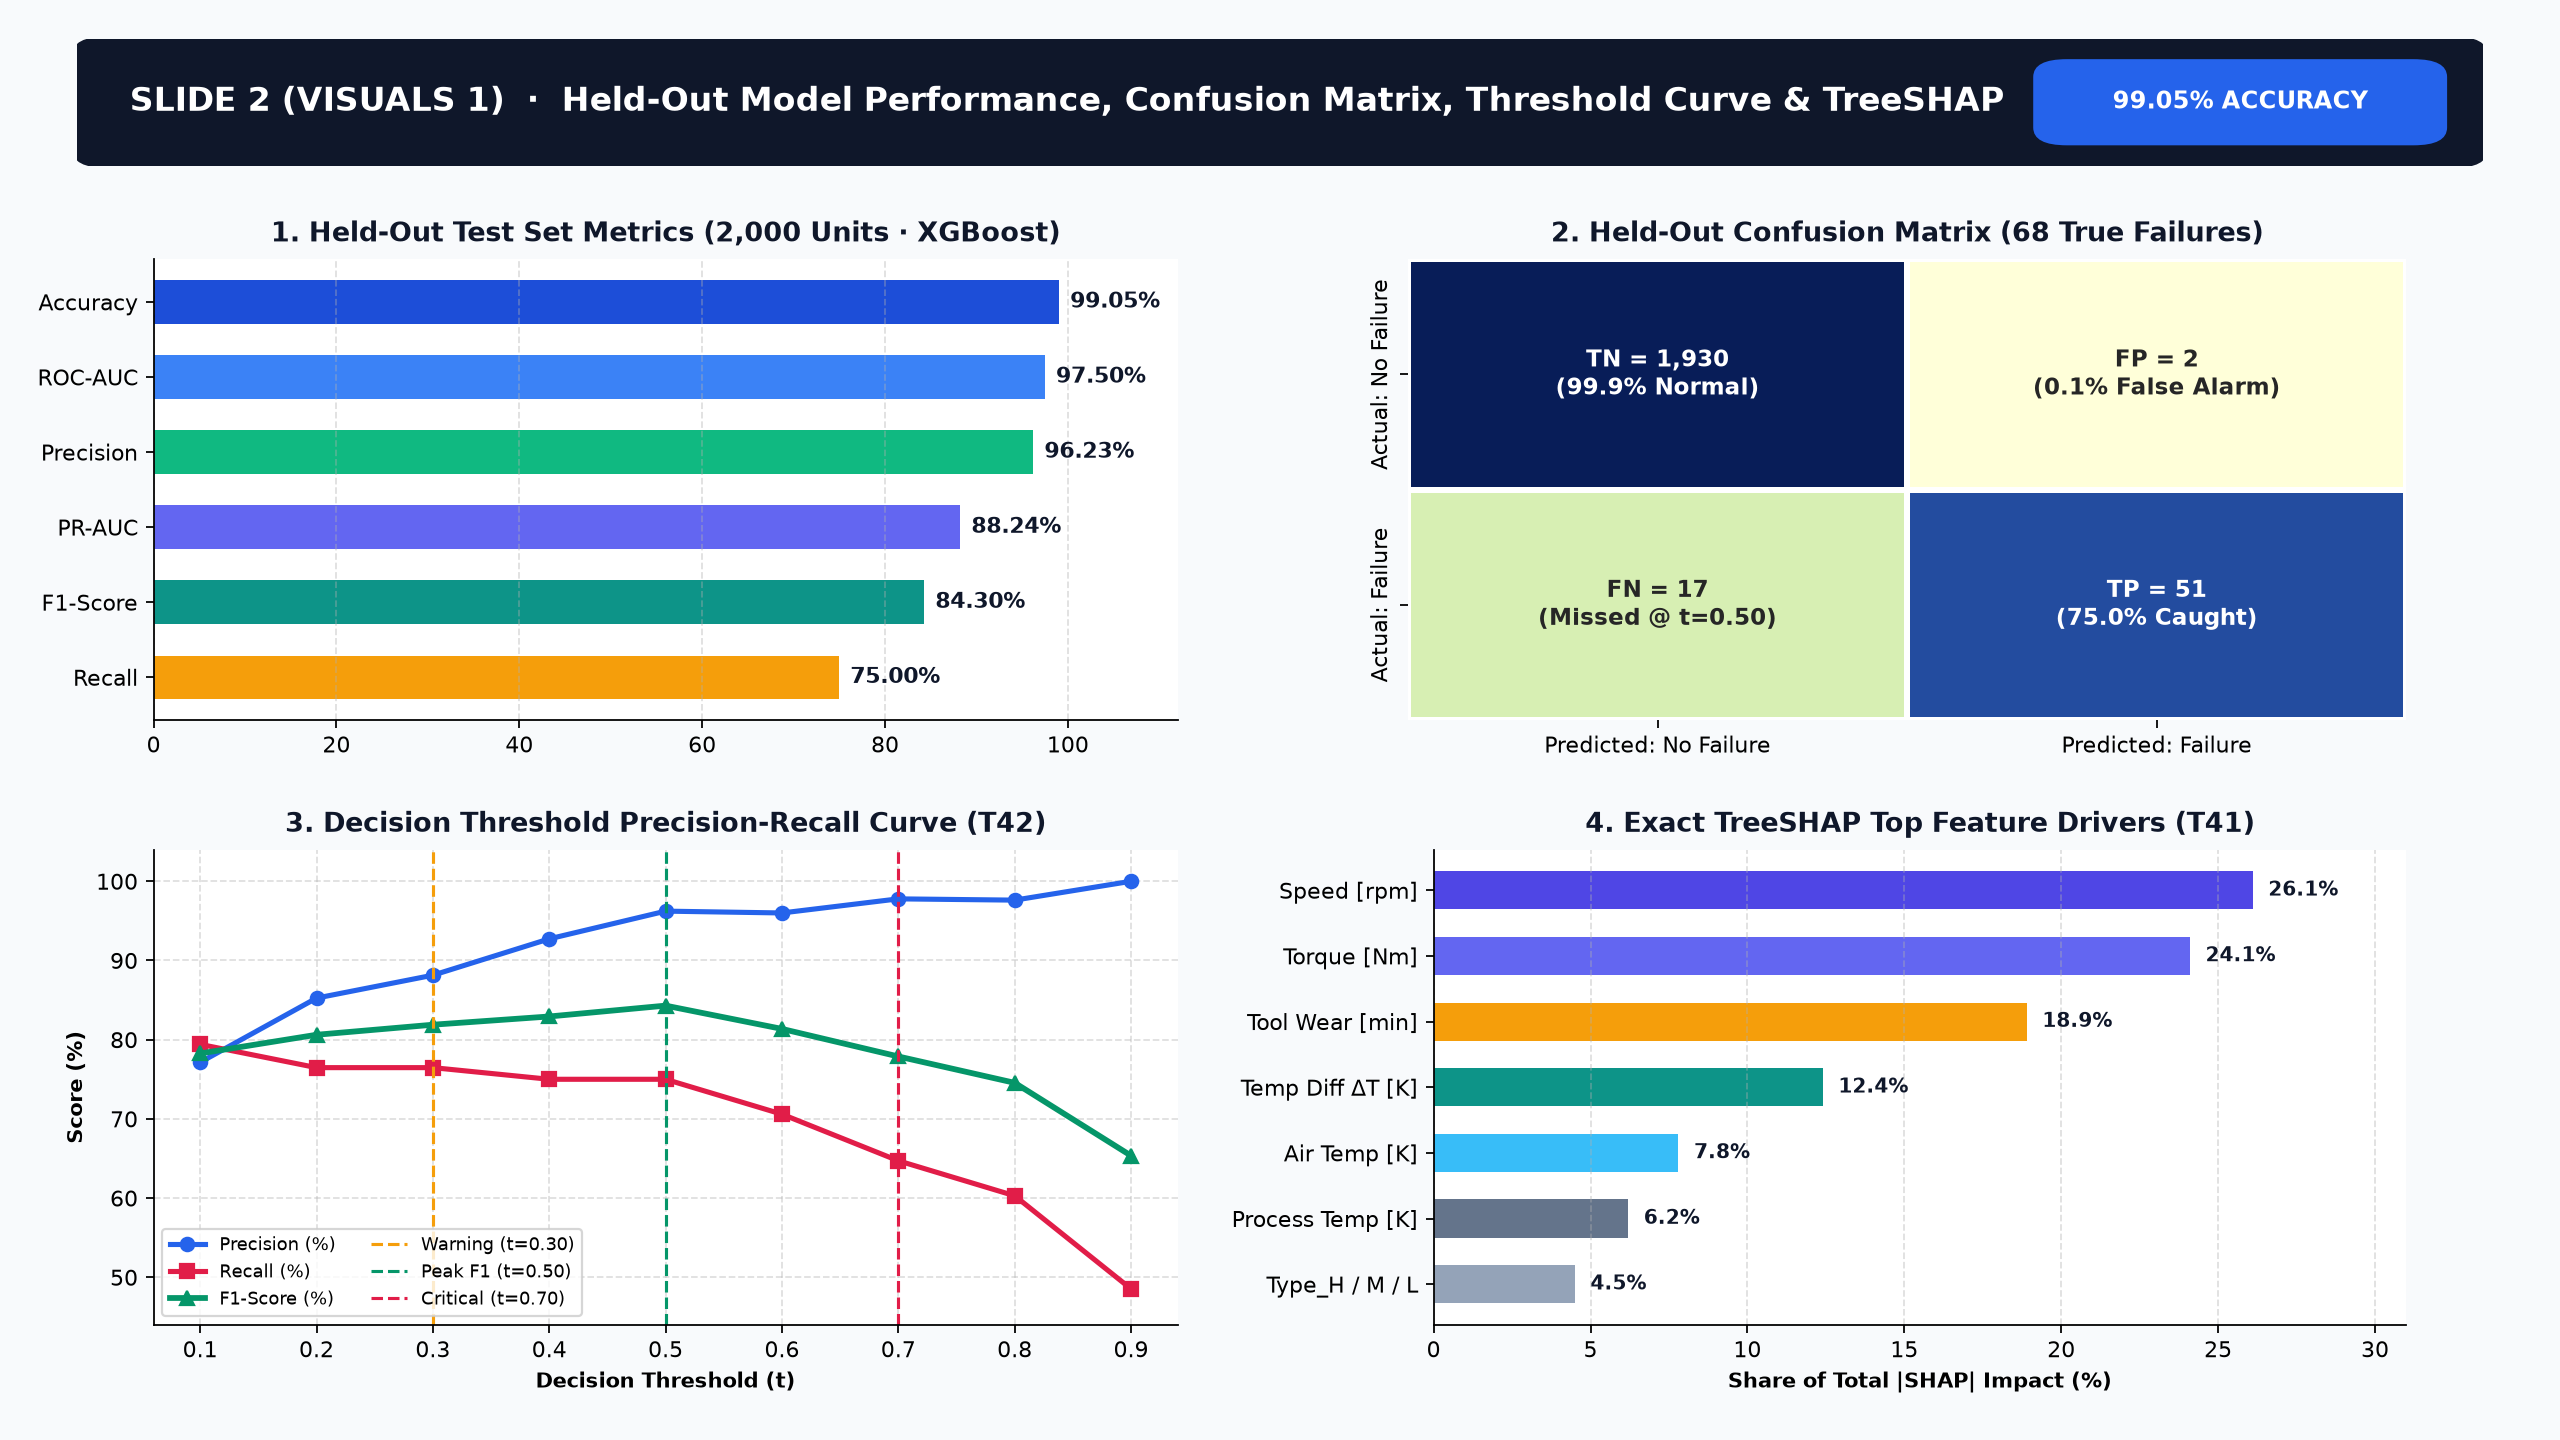 SLIDE 2 (VISUALS 1) · Held-Out Model Performance, Confusion Matrix, Threshold Curve & TreeSHAP
99.05% ACCURACY
1. Held-Out Test Set Metrics (2,000 Units · XGBoost)
Accuracy
99.05%
ROC-AUC
97.50%
Precision
96.23%
PR-AUC
88.24%
F1-Score
84.30%
Recall
75.00%
0
20
40
60
80
100
2. Held-Out Confusion Matrix (68 True Failures)
Actual: No Failure
TN = 1,930
(99.9% Normal)
FP = 2
(0.1% False Alarm)
Actual: Failure
FN = 17
(Missed @ t=0.50)
TP = 51
(75.0% Caught)
Predicted: No Failure
Predicted: Failure
3. Decision Threshold Precision-Recall Curve (T42)
Score (%)
100
90
80
70
60
50
Precision (%)
Recall (%)
F1-Score (%)
Warning (t=0.30)
Peak F1 (t=0.50)
Critical (t=0.70)
0.1
0.2
0.3
0.4
0.5
0.6
0.7
0.8
0.9
Decision Threshold (t)
4. Exact TreeSHAP Top Feature Drivers (T41)
Speed [rpm]
26.1%
Torque [Nm]
24.1%
Tool Wear [min]
18.9%
Temp Diff ΔT [K]
12.4%
Air Temp [K]
7.8%
Process Temp [K]
6.2%
Type_H / M / L
4.5%
0
5
10
15
20
25
30
Share of Total |SHAP| Impact (%)